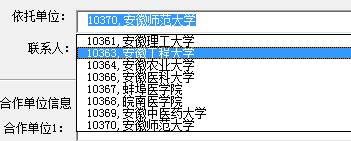 依托单位： 10370, 安徽师范大学
联系人：
10361, 安徽理工大学
10363, 安徽工程大学
10364, 安徽农业大学
10366, 安徽医科大学
10367, 蚌埠医学院
10368, 皖南医学院
10369, 安徽中医药大学
10370, 安徽师范大学
合作单位信息
合作单位1：